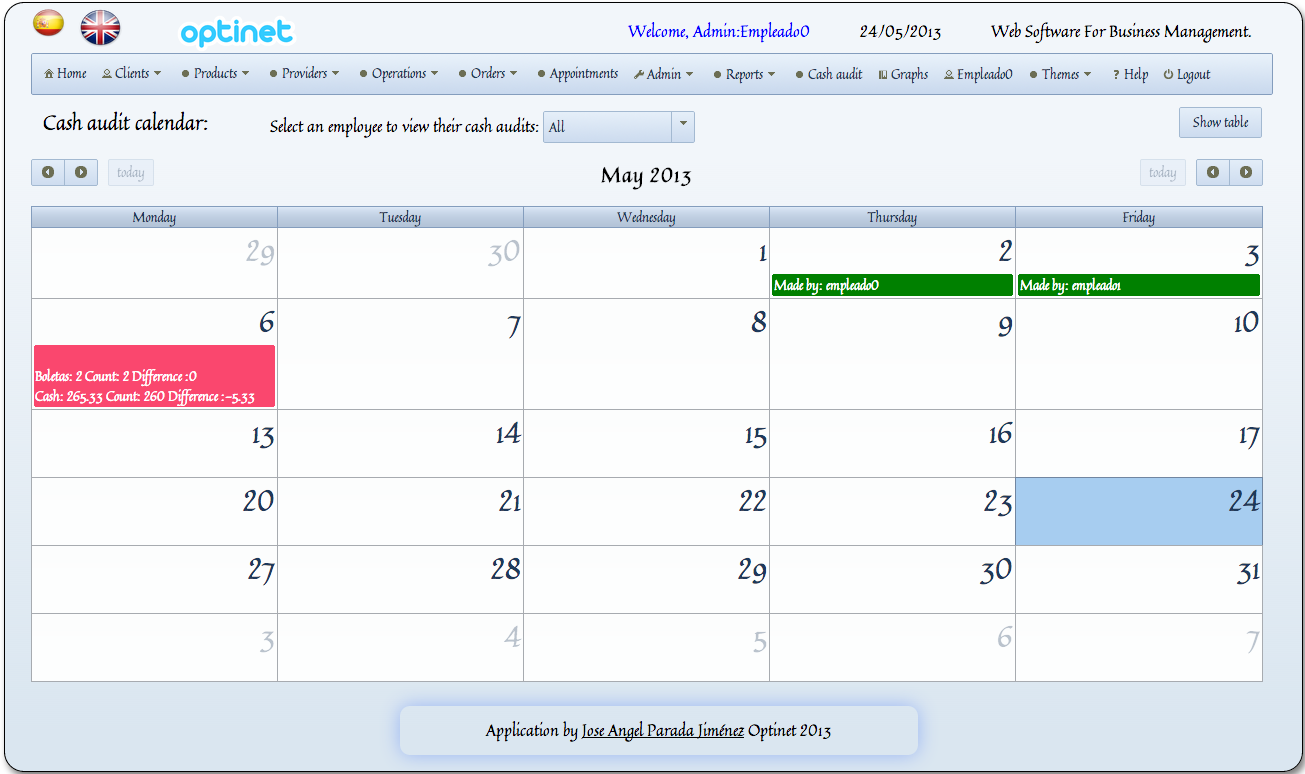 optinet
Welcome, Admin:Empleado0 24/05/2013 Web Software For Business Management.
Home Clients Products Providers Operations Orders Appointments Admin Reports Cash audit Graphs Empleado0 Themes ? Help Logout
Cash audit calendar: Select an employee to view their cash audits: All Show table
today May 2013 today
Monday Tuesday Wednesday Thursday Friday
29 30 1 2 3
Made by: empleado0 Made by: empleado1
6 7 8 9 10
Boletas: 2 Count: 2 Difference :0
Cash: 265.33 Count: 260 Difference :-5.33
13 14 15 16 17
20 21 22 23 24
27 28 29 30 31
3 4 5 6 7
Application by Jose Angel Parada Jiménez Optinet 2013